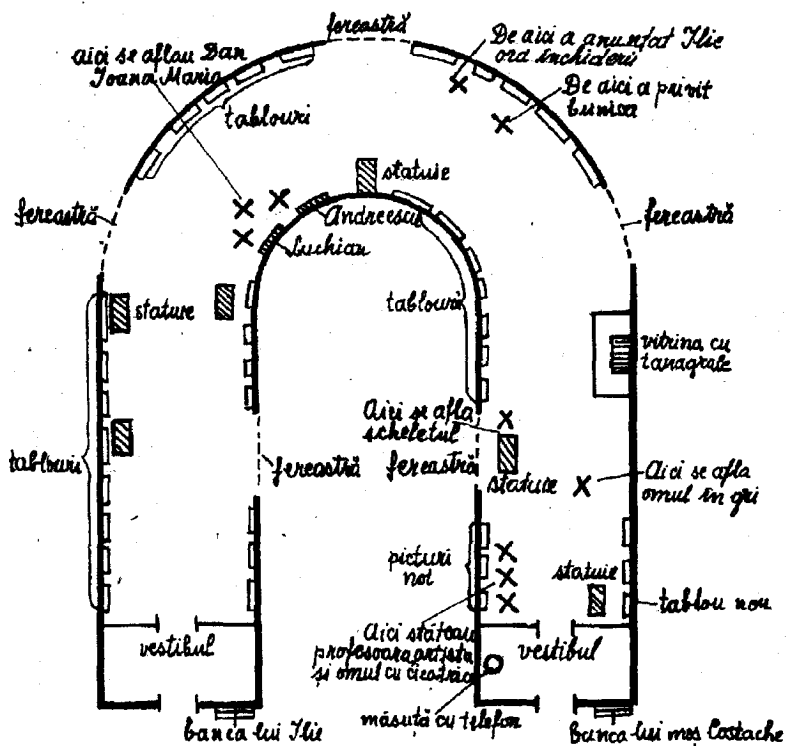 fereastră
Aici se aflau Dan
Ioana Maria
De aici a anunțat Ilie
ora închiderii
De aici a privit
bunica
tablouri
statuie
fereastră
Andreescu
fereastră
Luchian
statuie
tablouri
vitrina cu
tanagrale
Aici se afla
scheletul
tablouri
fereastră
fereastră
statuie
Aici se afla
omul în gri
picturi
noi
statuie
tablou nou
Aici stăteau
profesoara, artista
și omul cu cicatrice
vestibul
vestibul
măsuță cu telefon
banca lui Ilie
banca lui moș Costache